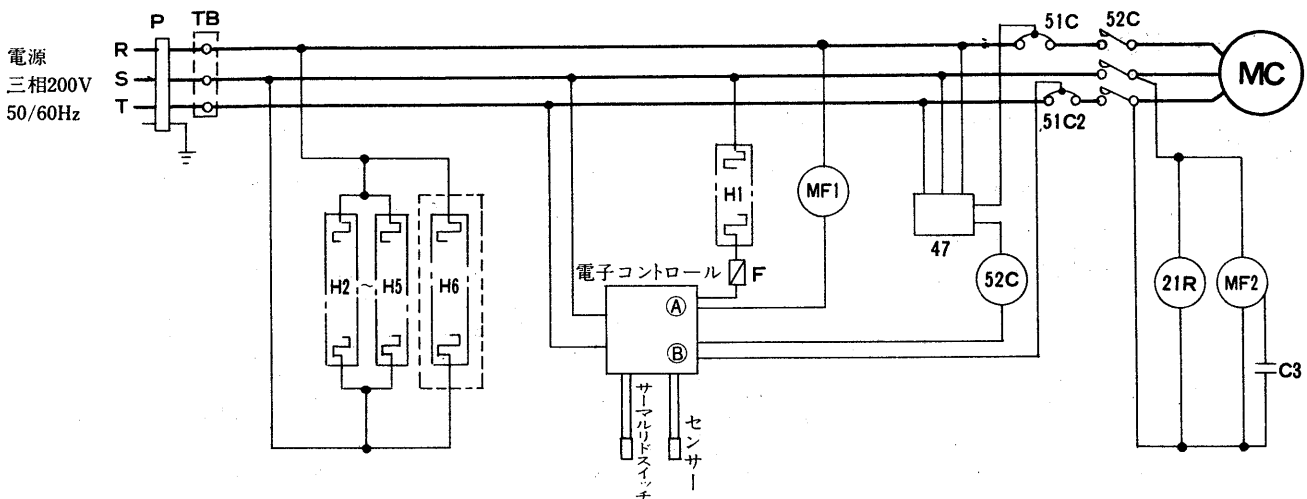 P
TB
51C
52C
電源
三相200V
50/60Hz
R
S
T
MC
51C2
H1
MF1
47
電子コントロール
F
H2
～
H5
H6
Ⓐ
52C
21R
MF2
Ⓑ
C3
サーマルリドスイッチ
センサー